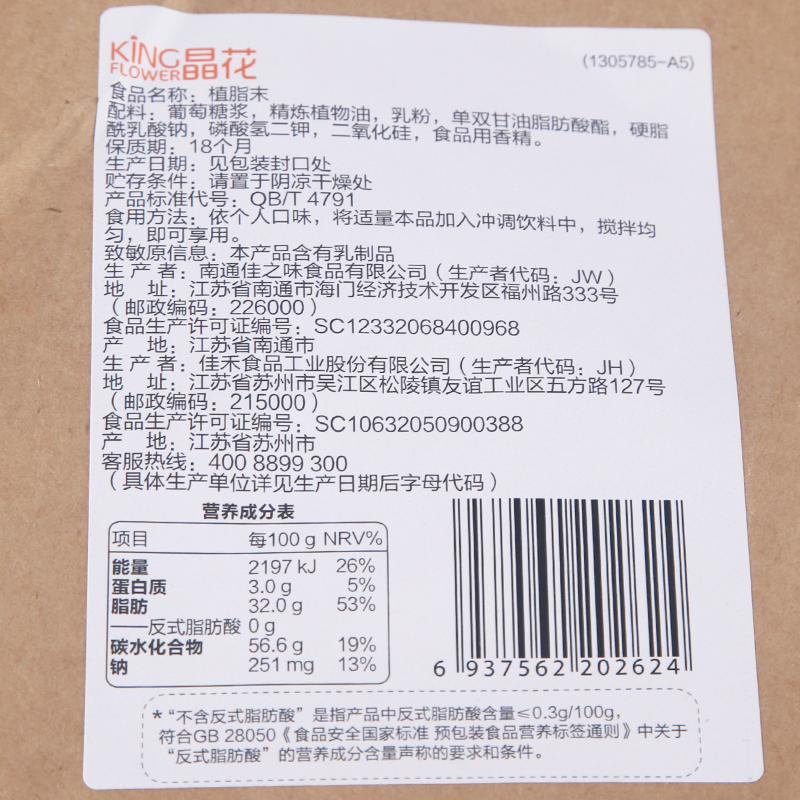 KING
FLOWER晶花
(1305785-A5)
食品名称：植脂末
配料：葡萄糖浆，精炼植物油，乳粉，单双甘油脂肪酸酯，硬脂
酰乳酸钠，磷酸氢二钾，二氧化硅，食品用香精。
保质期：18个月
生产日期：见包装封口处
贮存条件：请置于阴凉干燥处
产品标准代号：QB/T 4791
食用方法：依个人口味，将适量本品加入冲调饮料中，搅拌均
匀，即可享用。
致敏原信息：本产品含有乳制品
生 产 者：南通佳之味食品有限公司（生产者代码：JW）
地　址：江苏省南通市海门经济技术开发区福州路333号
（邮政编码：226000）
食品生产许可证编号：SC12332068400968
产　地：江苏省南通市
生 产 者：佳禾食品工业股份有限公司（生产者代码：JH）
地　址：江苏省苏州市吴江区松陵镇友谊工业区五方路127号
（邮政编码：215000）
食品生产许可证编号：SC10632050900388
产　地：江苏省苏州市
客服热线：400 8899 300
（具体生产单位详见生产日期后字母代码）
营养成分表
项目 每100 g NRV%
能量 2197 kJ 26%
蛋白质 3.0 g 5%
脂肪 32.0 g 53%
——反式脂肪酸 0 g
碳水化合物 56.6 g 19%
钠 251 mg 13%
6 937562 202624
*“不含反式脂肪酸”是指产品中反式脂肪酸含量≤0.3g/100g，
符合GB 28050《食品安全国家标准 预包装食品营养标签通则》中关于
“反式脂肪酸”的营养成分含量声称的要求和条件。